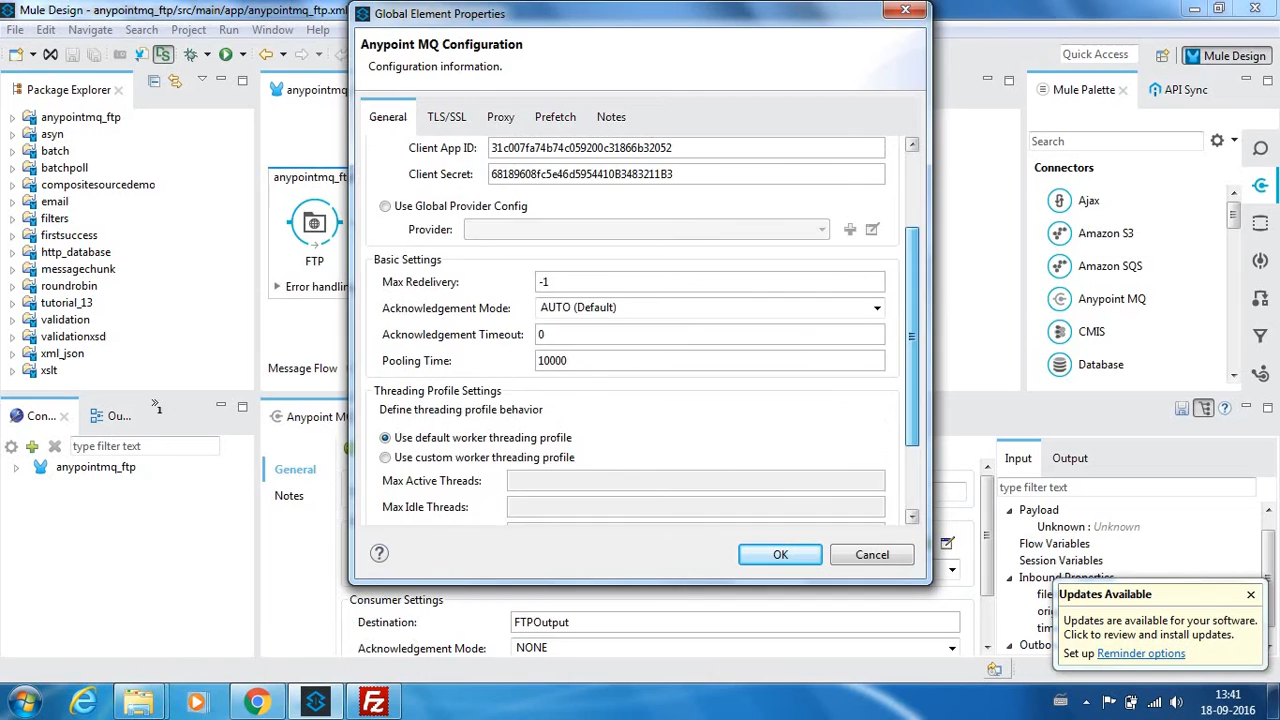 Mule Design - anypointmq_ftp/src/main/app/anypointmq_ftp.xml
Global Element Properties
File Edit Navigate Search Project Run Window Help
Anypoint MQ Configuration
Configuration information.
Quick Access
Mule Design
Package Explorer
General
TLS/SSL
Proxy
Prefetch
Notes
Mule Palette
API Sync
anypointmq_ftp
asyn
batch
batchpoll
compositesourcedemo
email
filters
firstsuccess
http_database
messagechunk
roundrobin
tutorial_13
validation
validationxsd
xml_json
xslt
FTP
Error handling
Message Flow
Client App ID: 31c007fa74b74c059200c31866b32052
Client Secret: 68189608fc5e46d5954410B3483211B3
Use Global Provider Config
Provider:
Basic Settings
Max Redelivery: -1
Acknowledgement Mode: AUTO (Default)
Acknowledgement Timeout: 0
Pooling Time: 10000
Threading Profile Settings
Define threading profile behavior
Use default worker threading profile
Use custom worker threading profile
Max Active Threads:
Max Idle Threads:
OK
Cancel
Search
Connectors
Ajax
Amazon S3
Amazon SQS
Anypoint MQ
CMIS
Database
Con...
Ou...
1
type filter text
anypointmq_ftp
Anypoint M
General
Notes
Consumer Settings
Destination: FTPOutput
Acknowledgement Mode: NONE
Input
Output
type filter text
Payload
Unknown : Unknown
Flow Variables
Session Variables
Inbound Properties
Updates Available
Updates are available for your software.
Click to review and install updates.
Set up Reminder options
13:41
18-09-2016